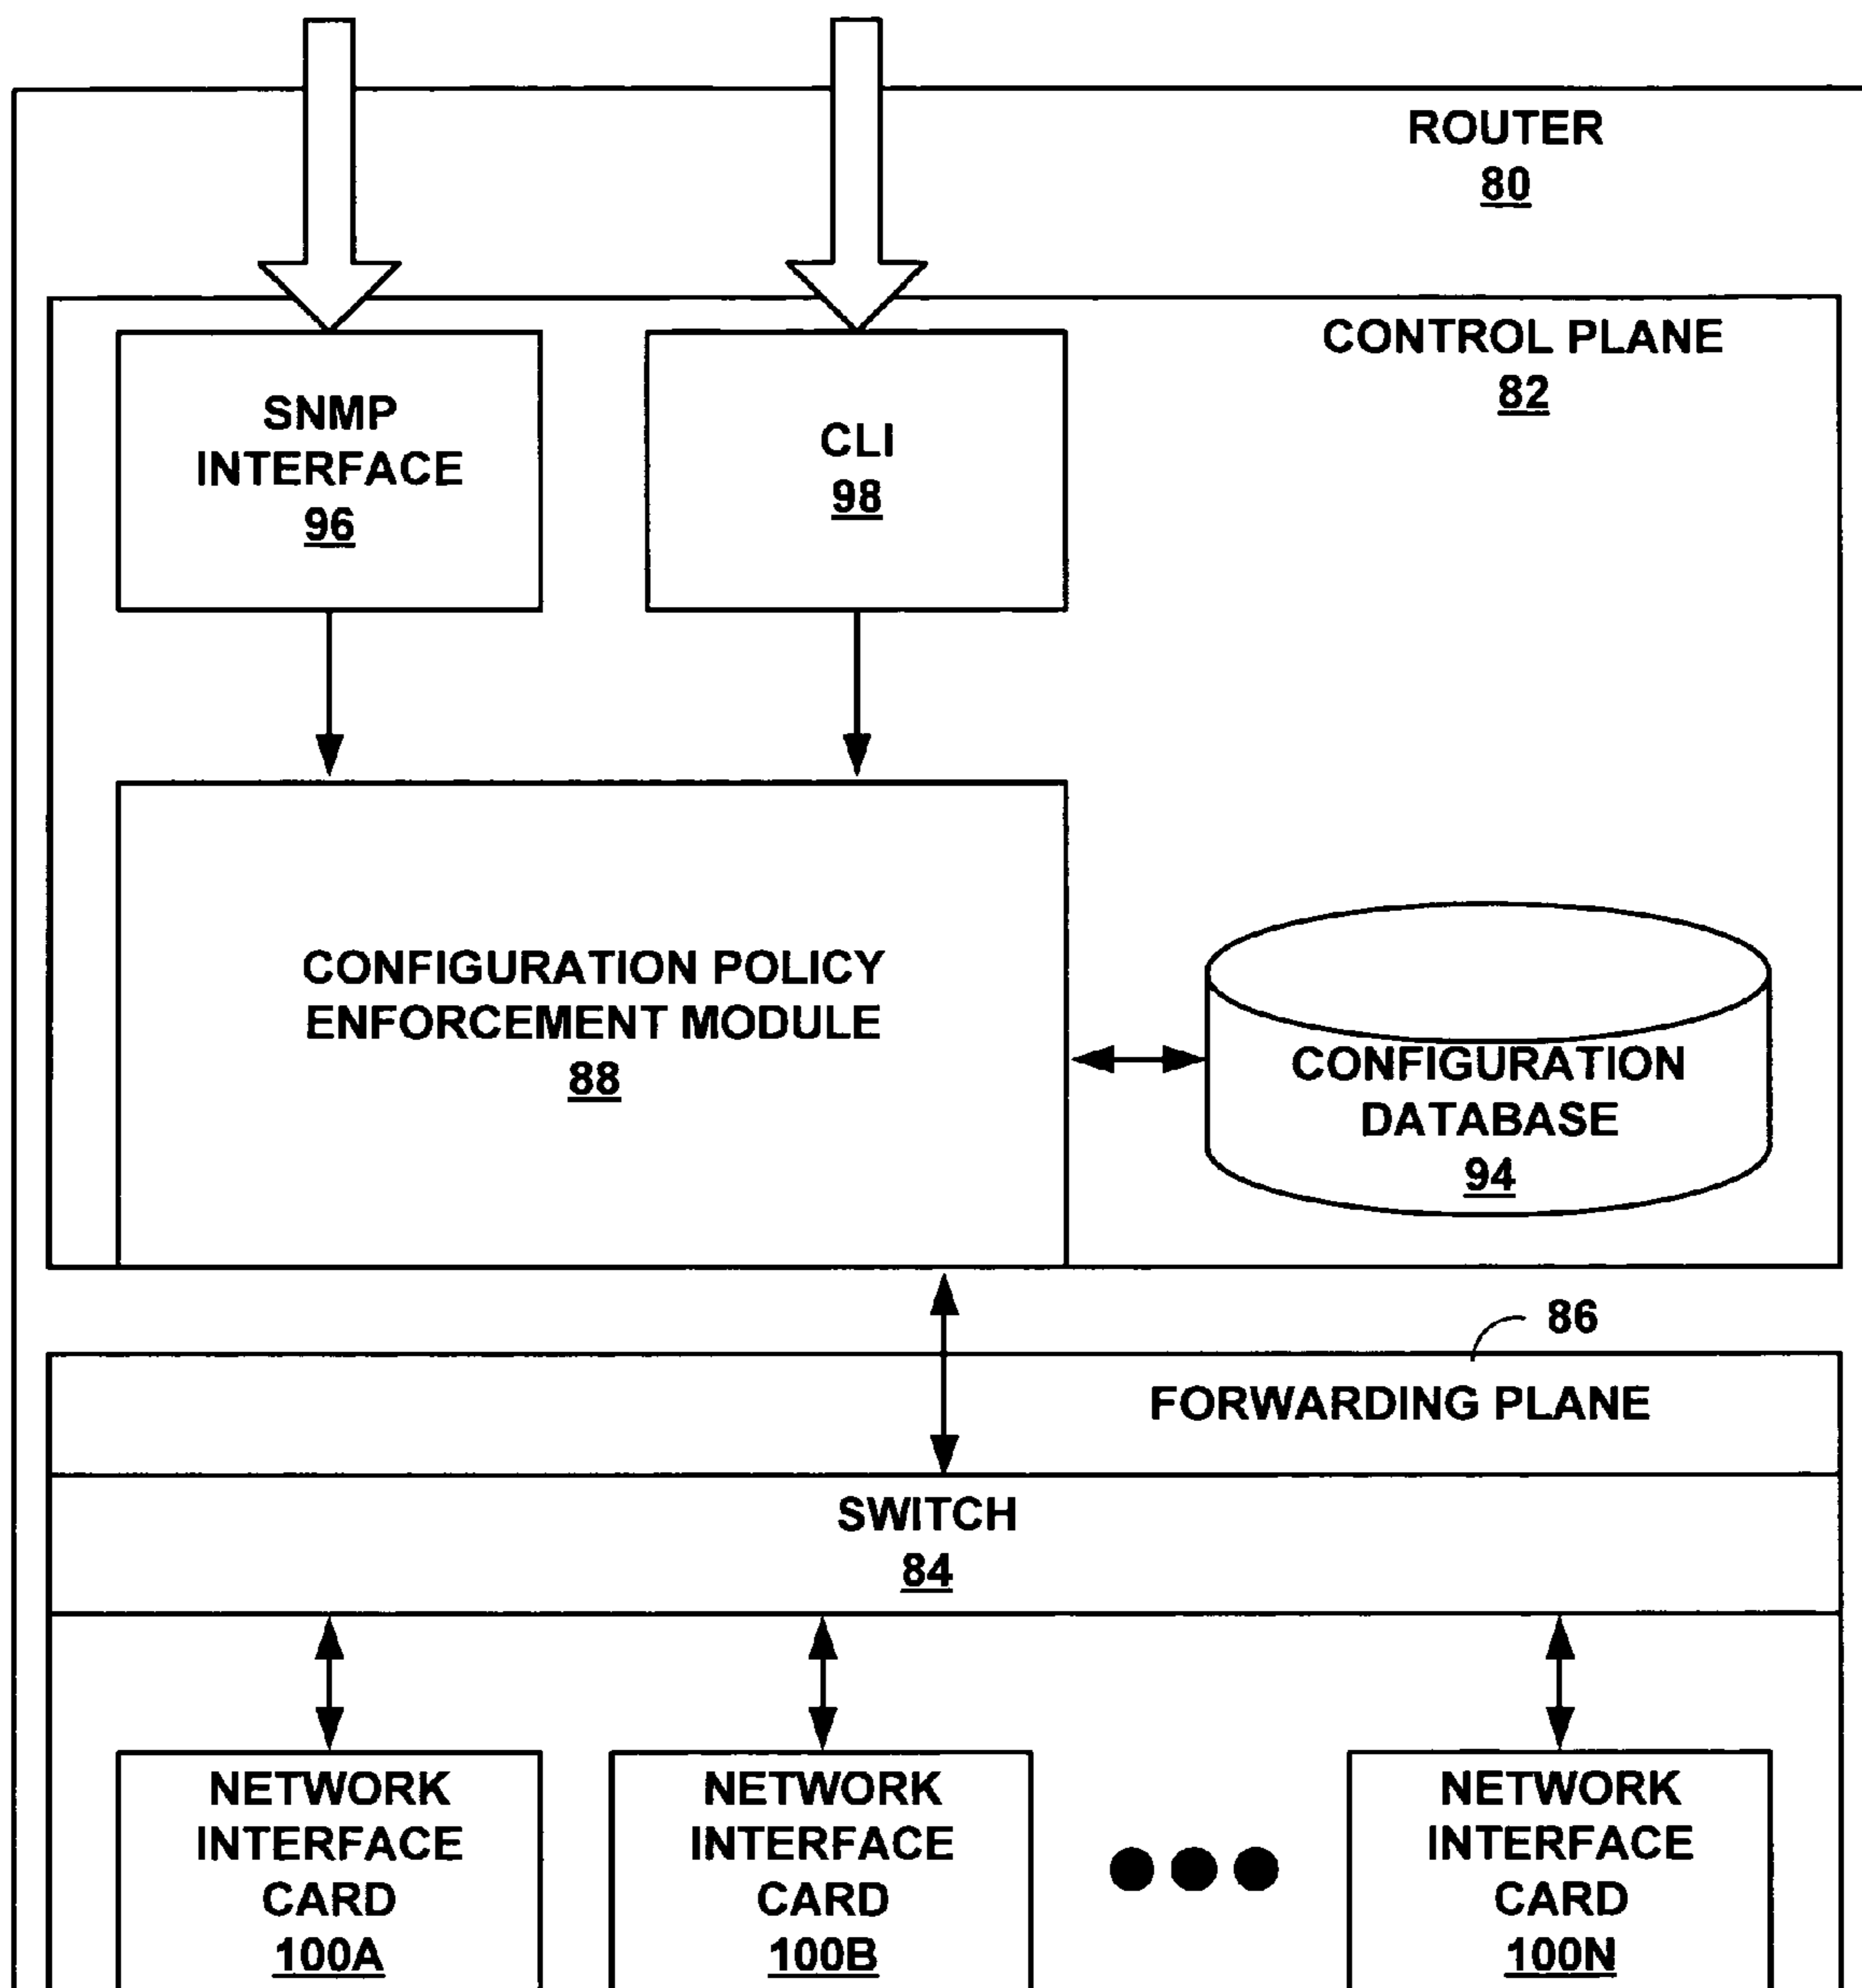 ROUTER
80
CONTROL PLANE
82
SNMP
INTERFACE
96
CLI
98
CONFIGURATION POLICY
ENFORCEMENT MODULE
88
CONFIGURATION
DATABASE
94
86
FORWARDING PLANE
SWITCH
84
NETWORK
INTERFACE
CARD
100A
NETWORK
INTERFACE
CARD
100B
NETWORK
INTERFACE
CARD
100N